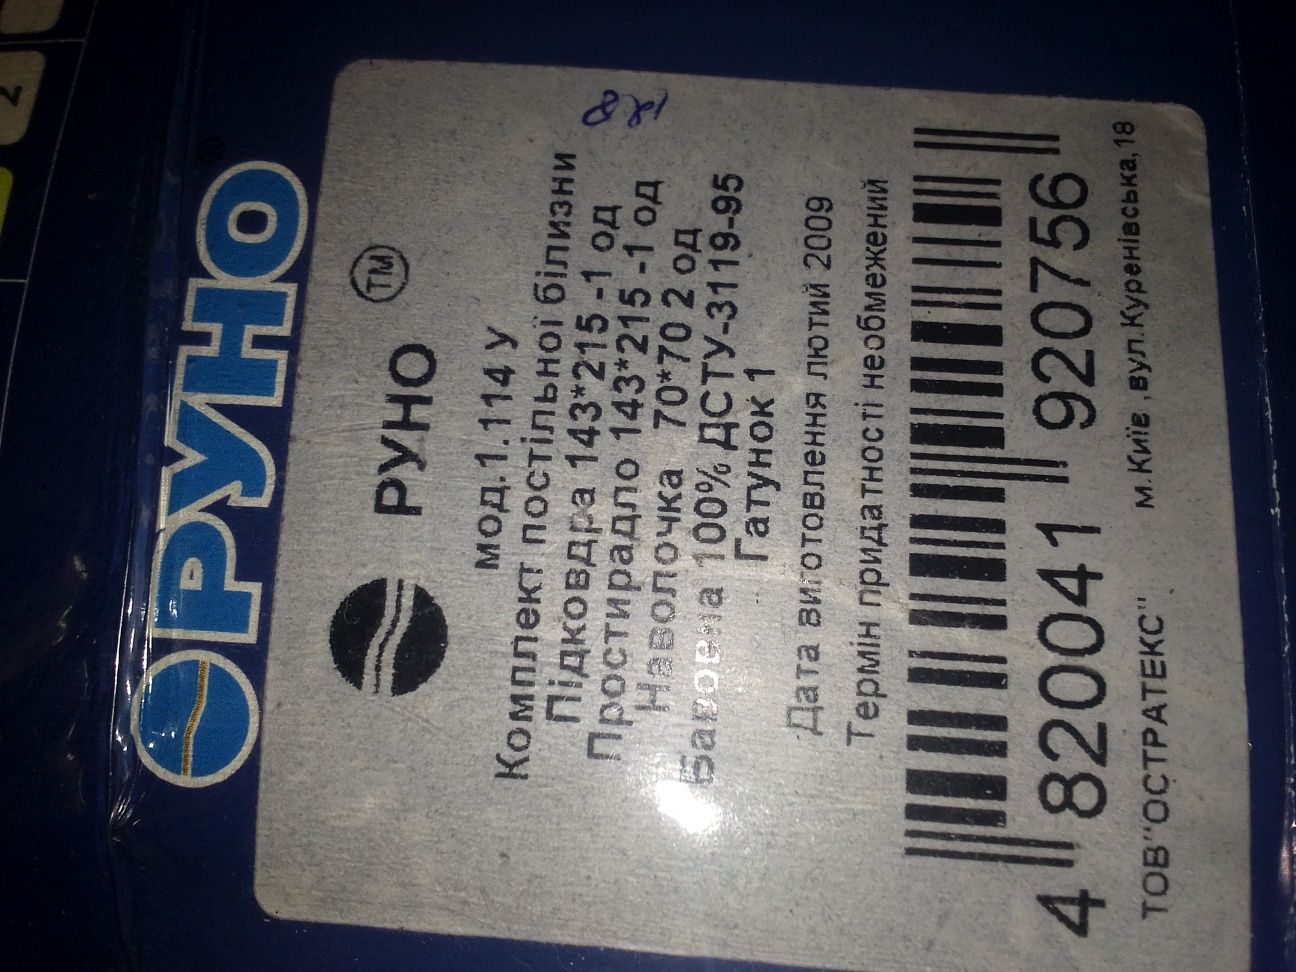 РУНО®
РУНО TM
мод.1.114 У
Комплект постільної білизни
Підковдра 143*215 -1 од
Простирадло 143*215 -1 од
Наволочка 70*70 2 од
Бавовна 100% ДСТУ-3119-95
Гатунок 1
Дата виготовлення лютий 2009
Термін придатності необмежений
4 820041 920756
ТОВ"ОСТРАТЕКС" м.Київ ,вул.Куренівська,18
2